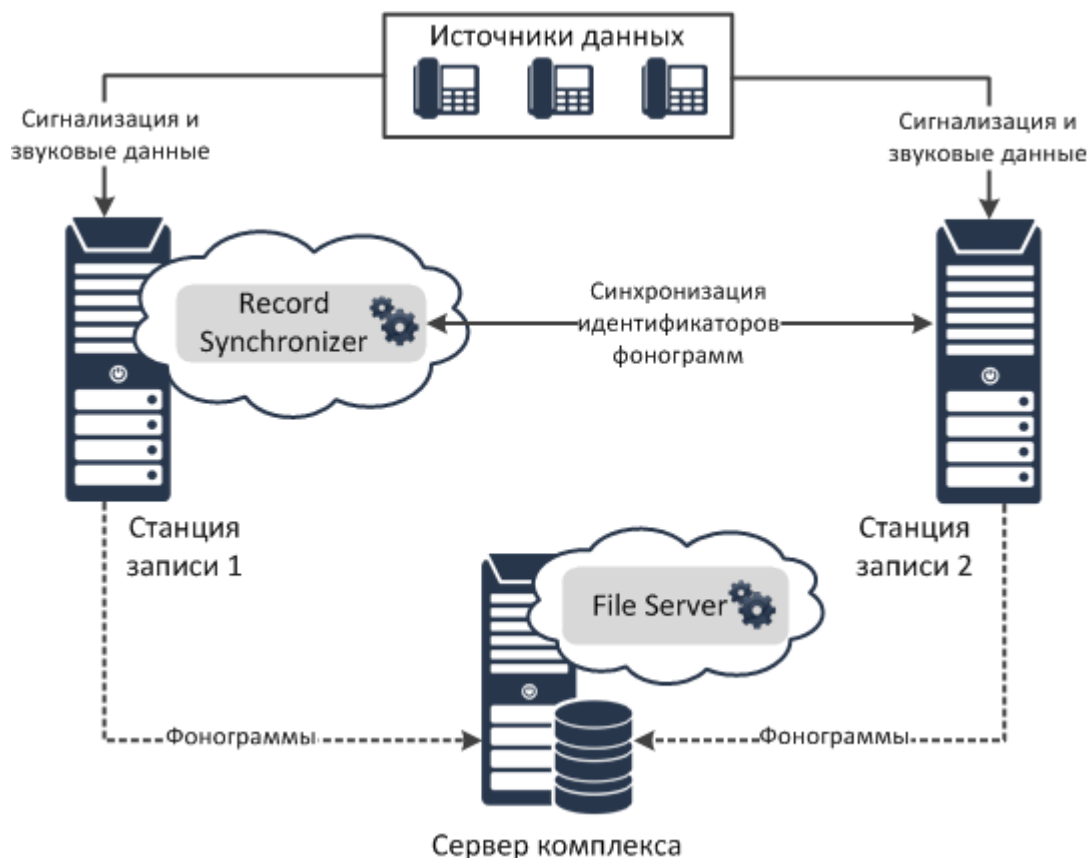 Источники данных
Сигнализация и
звуковые данные
Сигнализация и
звуковые данные
Record
Synchronizer
Синхронизация
идентификаторов
фонограмм
Станция
записи 1
Станция
записи 2
File Server
Фонограммы
Фонограммы
Сервер комплекса